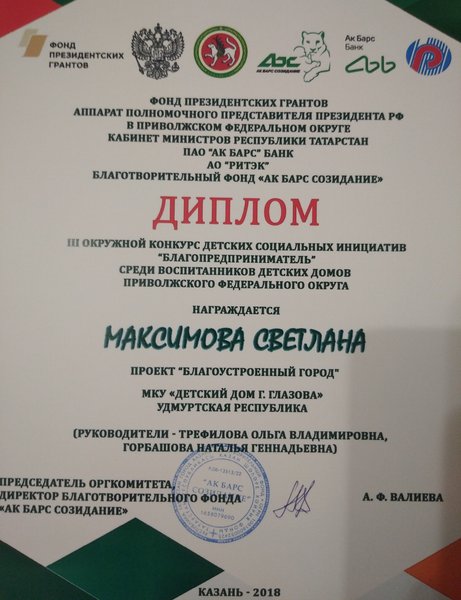 ФОНД
ПРЕЗИДЕНТСКИХ
ГРАНТОВ
АБС
АК БАРС СОЗИДАНИЕ
Ак Барс
Банк
ФОНД ПРЕЗИДЕНТСКИХ ГРАНТОВ
АППАРАТ ПОЛНОМОЧНОГО ПРЕДСТАВИТЕЛЯ ПРЕЗИДЕНТА РФ
В ПРИВОЛЖСКОМ ФЕДЕРАЛЬНОМ ОКРУГЕ
КАБИНЕТ МИНИСТРОВ РЕСПУБЛИКИ ТАТАРСТАН
ПАО "АК БАРС" БАНК
АО "РИТЭК"
БЛАГОТВОРИТЕЛЬНЫЙ ФОНД «АК БАРС СОЗИДАНИЕ»
ДИПЛОМ
III ОКРУЖНОЙ КОНКУРС ДЕТСКИХ СОЦИАЛЬНЫХ ИНИЦИАТИВ
"БЛАГОПРЕДПРИНИМАТЕЛЬ"
СРЕДИ ВОСПИТАННИКОВ ДЕТСКИХ ДОМОВ
ПРИВОЛЖСКОГО ФЕДЕРАЛЬНОГО ОКРУГА
НАГРАЖДАЕТСЯ
МАКСИМОВА СВЕТЛАНА
ПРОЕКТ "БЛАГОУСТРОЕННЫЙ ГОРОД"
МКУ «ДЕТСКИЙ ДОМ Г. ГЛАЗОВА»
УДМУРТСКАЯ РЕСПУБЛИКА
(РУКОВОДИТЕЛИ - ТРЕФИЛОВА ОЛЬГА ВЛАДИМИРОВНА,
ГОРБАШОВА НАТАЛЬЯ ГЕННАДЬЕВНА)
ПРЕДСЕДАТЕЛЬ ОРГКОМИТЕТА,
ДИРЕКТОР БЛАГОТВОРИТЕЛЬНОГО ФОНДА
«АК БАРС СОЗИДАНИЕ»
"АК БАРС
СОЗИДАНИЕ"
ИНН
А. Ф. ВАЛИЕВА
КАЗАНЬ - 2018